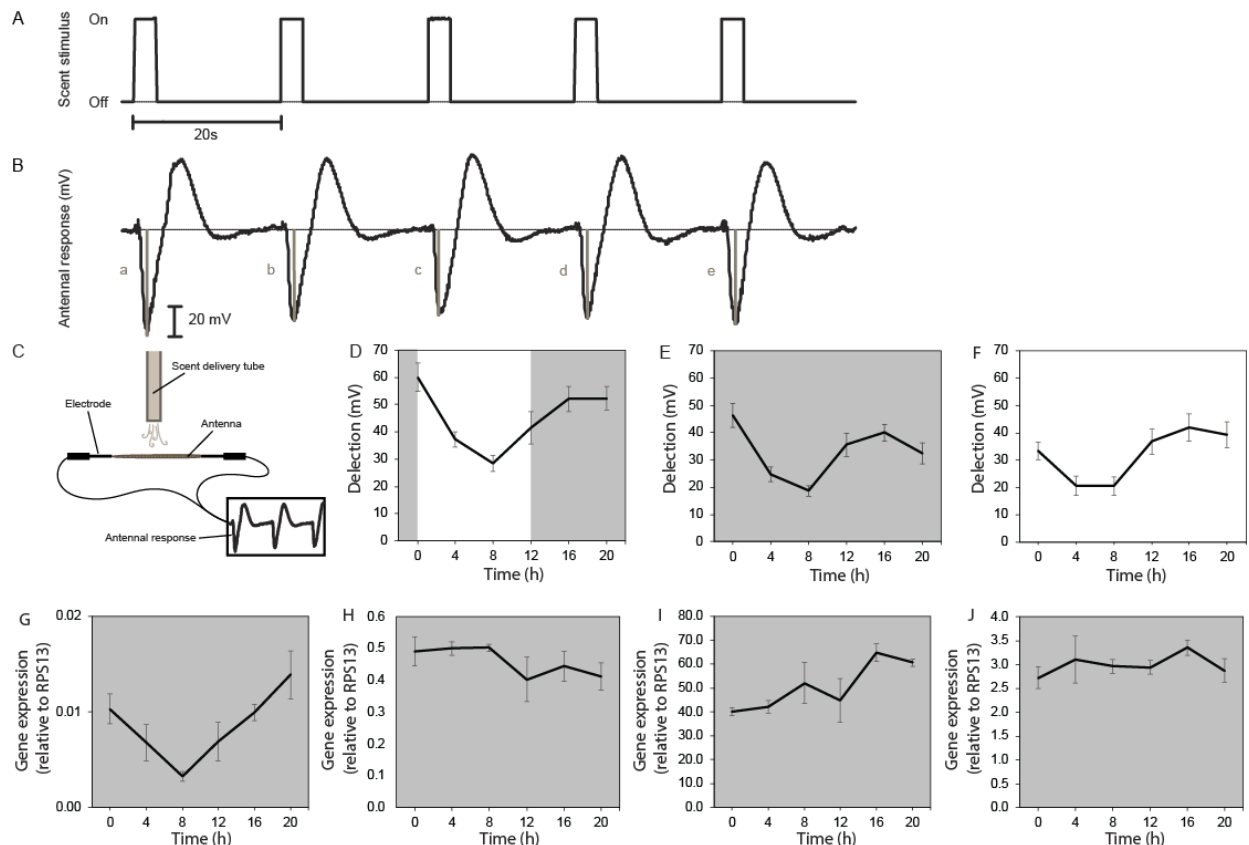 A
Scent stimulus
On
Off
20s
B
Antennal response (mV)
a
b
c
d
e
20 mV
C
Scent delivery tube
Electrode
Antenna
Antennal response
D
Delection (mV)
70
60
50
40
30
20
10
0
0 4 8 12 16 20
Time (h)
E
Delection (mV)
70
60
50
40
30
20
10
0
0 4 8 12 16 20
Time (h)
F
Delection (mV)
70
60
50
40
30
20
10
0
0 4 8 12 16 20
Time (h)
G
Gene expression
(relative to RPS13)
0.02
0.01
0.00
0 4 8 12 16 20
Time (h)
H
Gene expression
(relative to RPS13)
0.6
0.5
0.4
0.3
0.2
0.1
0.0
0 4 8 12 16 20
Time (h)
I
Gene expression
(relative to RPS13)
80.0
70.0
60.0
50.0
40.0
30.0
20.0
10.0
0.0
0 4 8 12 16 20
Time (h)
J
Gene expression
(relative to RPS13)
4.0
3.5
3.0
2.5
2.0
1.5
1.0
0.5
0.0
0 4 8 12 16 20
Time (h)